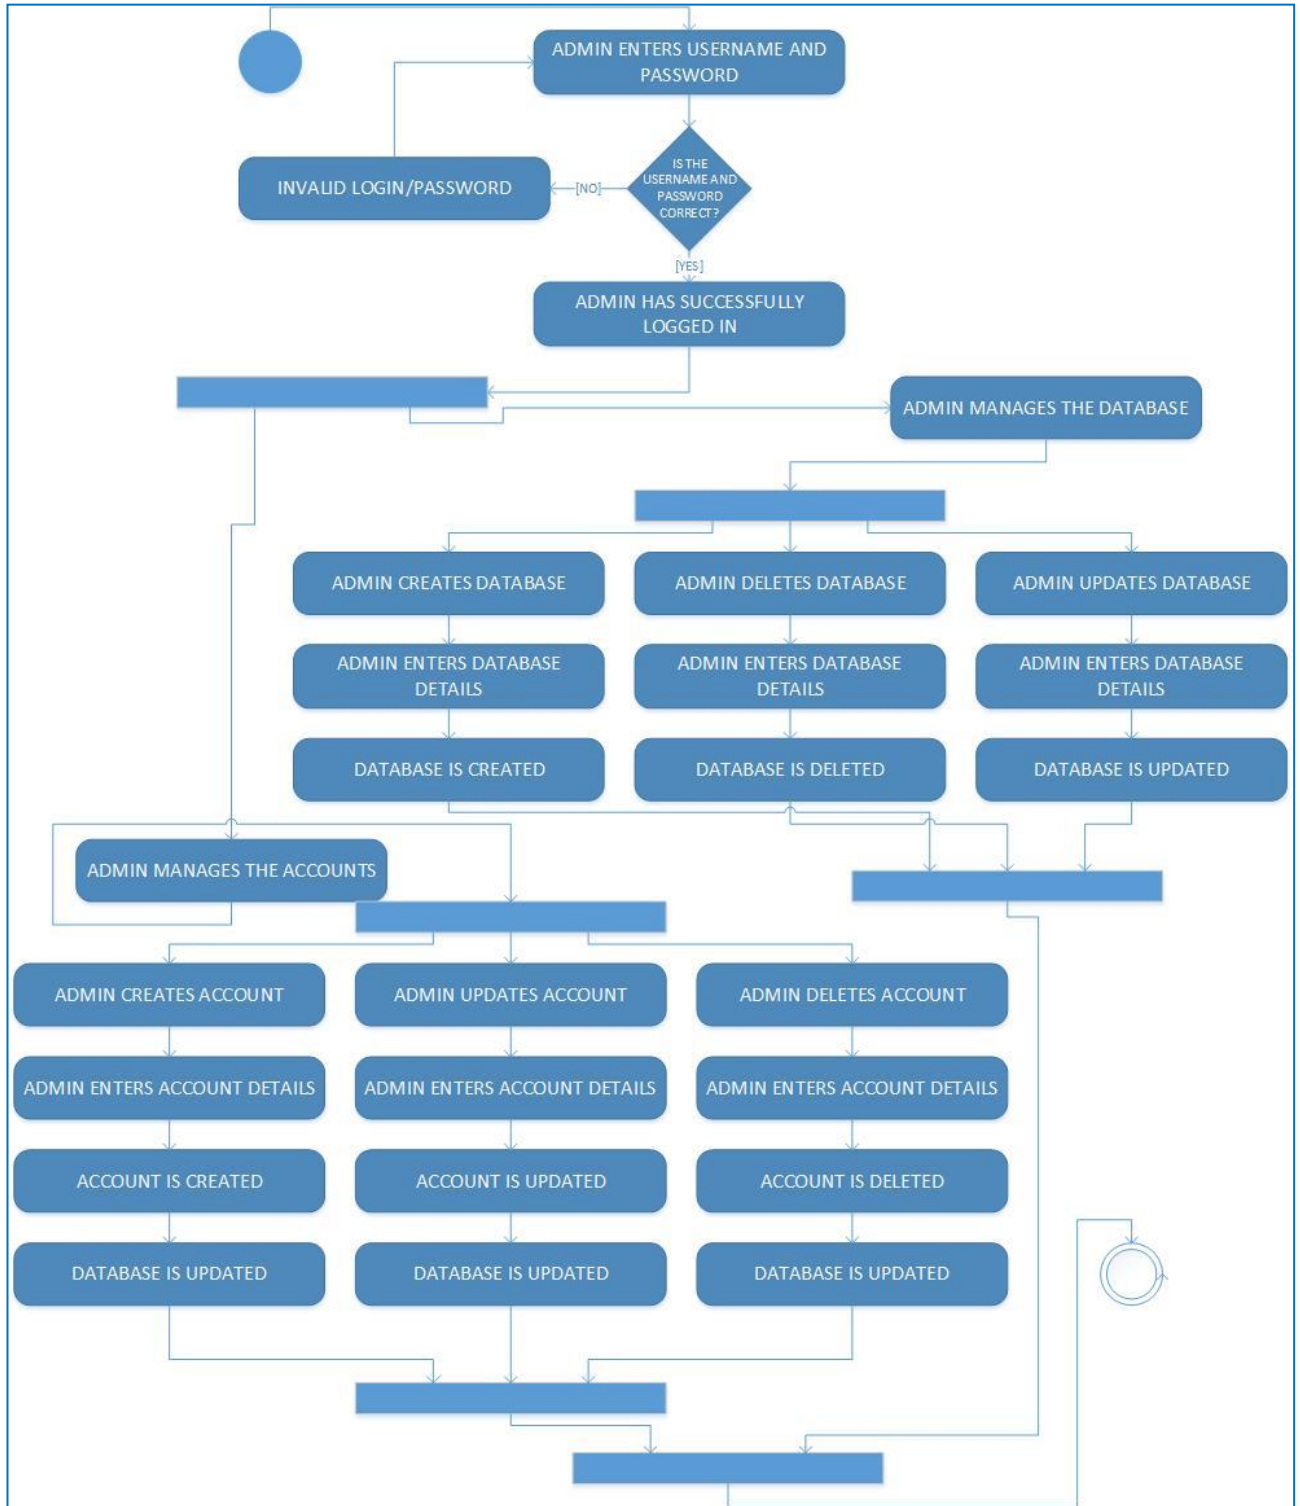 ADMIN ENTERS USERNAME AND
PASSWORD
IS THE
USERNAME AND
PASSWORD
CORRECT?
[NO]
INVALID LOGIN/PASSWORD
[YES]
ADMIN HAS SUCCESSFULLY
LOGGED IN
ADMIN MANAGES THE DATABASE
ADMIN CREATES DATABASE
ADMIN DELETES DATABASE
ADMIN UPDATES DATABASE
ADMIN ENTERS DATABASE
DETAILS
ADMIN ENTERS DATABASE
DETAILS
ADMIN ENTERS DATABASE
DETAILS
DATABASE IS CREATED
DATABASE IS DELETED
DATABASE IS UPDATED
ADMIN MANAGES THE ACCOUNTS
ADMIN CREATES ACCOUNT
ADMIN UPDATES ACCOUNT
ADMIN DELETES ACCOUNT
ADMIN ENTERS ACCOUNT DETAILS
ADMIN ENTERS ACCOUNT DETAILS
ADMIN ENTERS ACCOUNT DETAILS
ACCOUNT IS CREATED
ACCOUNT IS UPDATED
ACCOUNT IS DELETED
DATABASE IS UPDATED
DATABASE IS UPDATED
DATABASE IS UPDATED